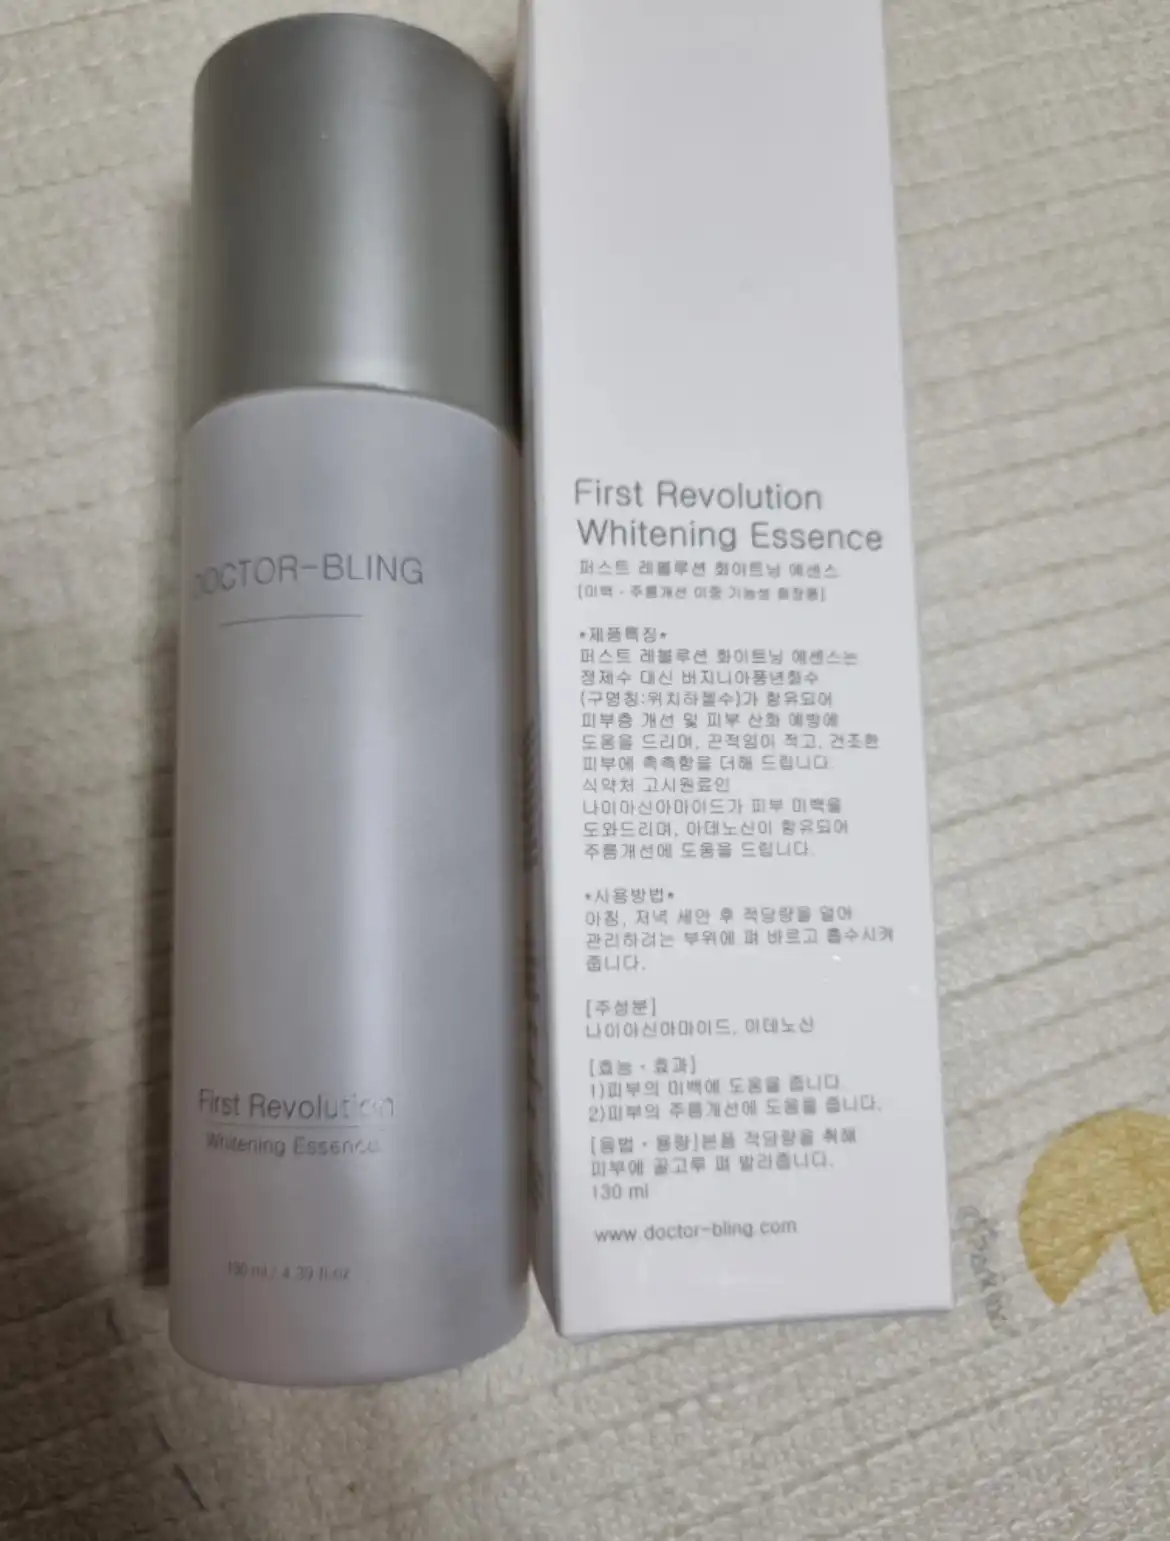 DOCTOR-BLING
First Revolution
Whitening Essence
130 ml / 4.39 fl.oz
First Revolution
Whitening Essence
퍼스트 레볼루션 화이트닝 에센스
[미백 · 주름개선 이중 기능성 화장품]
*제품특징*
퍼스트 레볼루션 화이트닝 에센스는
정제수 대신 버지니아풍년화수
(구명칭:위치하젤수)가 함유되어
피부층 개선 및 피부 산화 예방에
도움을 드리며, 끈적임이 적고, 건조한
피부에 촉촉함을 더해 드립니다.
식약처 고시원료인
나이아신아마이드가 피부 미백을
도와드리며, 아데노신이 함유되어
주름개선에 도움을 드립니다.
*사용방법*
아침, 저녁 세안 후 적당량을 덜어
관리하려는 부위에 펴 바르고 흡수시켜
줍니다.
[주성분]
나이아신아마이드, 아데노신
[효능 · 효과]
1)피부의 미백에 도움을 줍니다.
2)피부의 주름개선에 도움을 줍니다.
[용법 · 용량]본품 적당량을 취해
피부에 골고루 펴 발라줍니다.
130 ml
www.doctor-bling.com